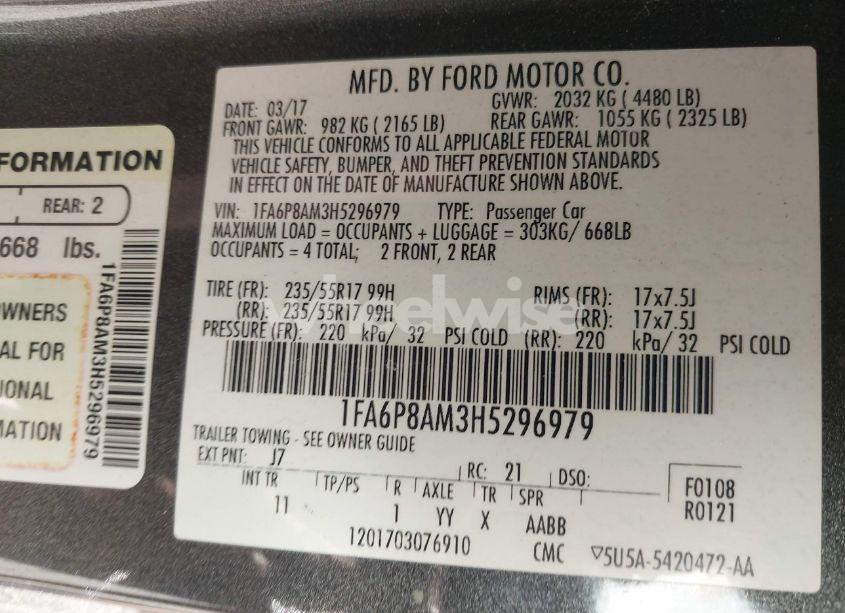 MFD. BY FORD MOTOR CO.
DATE: 03/17 GVWR: 2032 KG ( 4480 LB)
FRONT GAWR: 982 KG ( 2165 LB) REAR GAWR: 1055 KG ( 2325 LB)
THIS VEHICLE CONFORMS TO ALL APPLICABLE FEDERAL MOTOR
VEHICLE SAFETY, BUMPER, AND THEFT PREVENTION STANDARDS
IN EFFECT ON THE DATE OF MANUFACTURE SHOWN ABOVE.
VIN: 1FA6P8AM3H5296979 TYPE: Passenger Car
MAXIMUM LOAD = OCCUPANTS + LUGGAGE = 303KG/ 668LB
OCCUPANTS = 4 TOTAL; 2 FRONT, 2 REAR
TIRE (FR): 235/55R17 99H RIMS (FR): 17x7.5J
(RR): 235/55R17 99H (RR): 17x7.5J
PRESSURE (FR): 220 kPa/ 32 PSI COLD (RR): 220 kPa/ 32 PSI COLD
1FA6P8AM3H5296979
TRAILER TOWING - SEE OWNER GUIDE
EXT PNT: J7 RC: 21 DSO:
INT TR TP/PS R AXLE TR SPR F0108
11 1 YY X AABB R0121
1201703076910 CMC ▽5U5A-5420472-AA
FORMATION
REAR: 2
668 lbs.
1FA6P8AM3H5296979
WNERS
AL FOR
IONAL
MATION
wheelwise